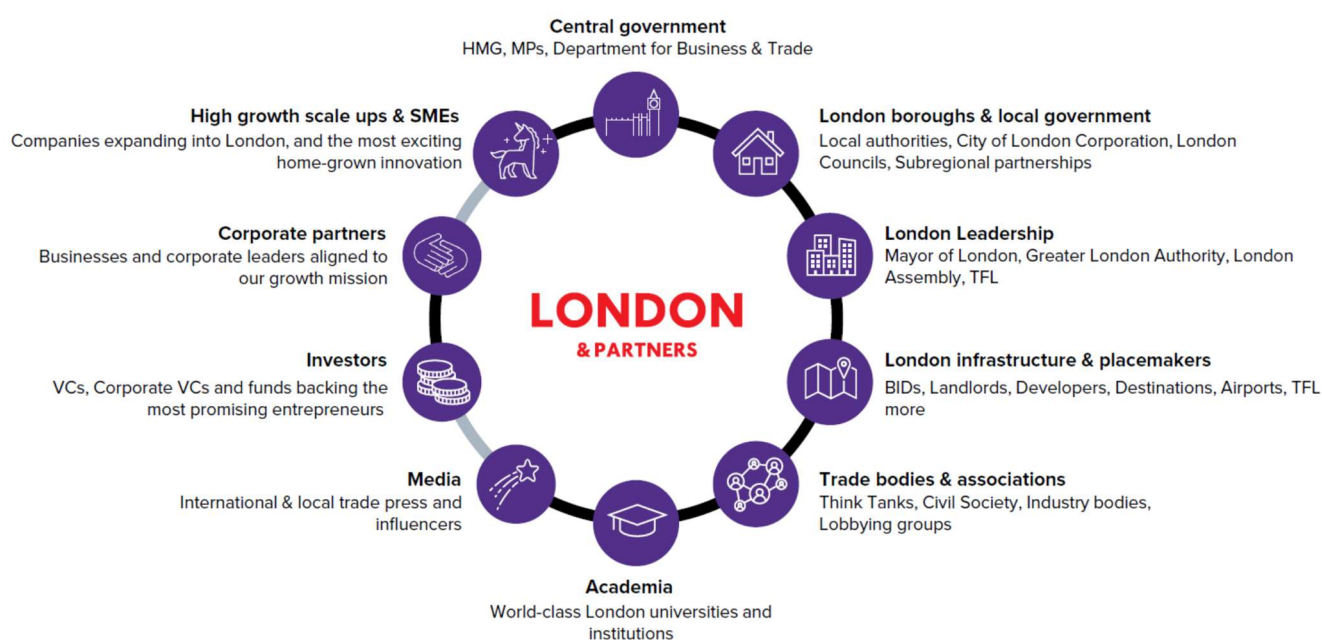 Central government
HMG, MPs, Department for Business & Trade
High growth scale ups & SMEs
Companies expanding into London, and the most exciting
home-grown innovation
London boroughs & local government
Local authorities, City of London Corporation, London
Councils, Subregional partnerships
Corporate partners
Businesses and corporate leaders aligned to
our growth mission
London Leadership
Mayor of London, Greater London Authority, London
Assembly, TFL
LONDON
& PARTNERS
Investors
VCs, Corporate VCs and funds backing the
most promising entrepreneurs
London infrastructure & placemakers
BIDs, Landlords, Developers, Destinations, Airports, TFL
more
Media
International & local trade press and
influencers
Trade bodies & associations
Think Tanks, Civil Society, Industry bodies,
Lobbying groups
Academia
World-class London universities and
institutions